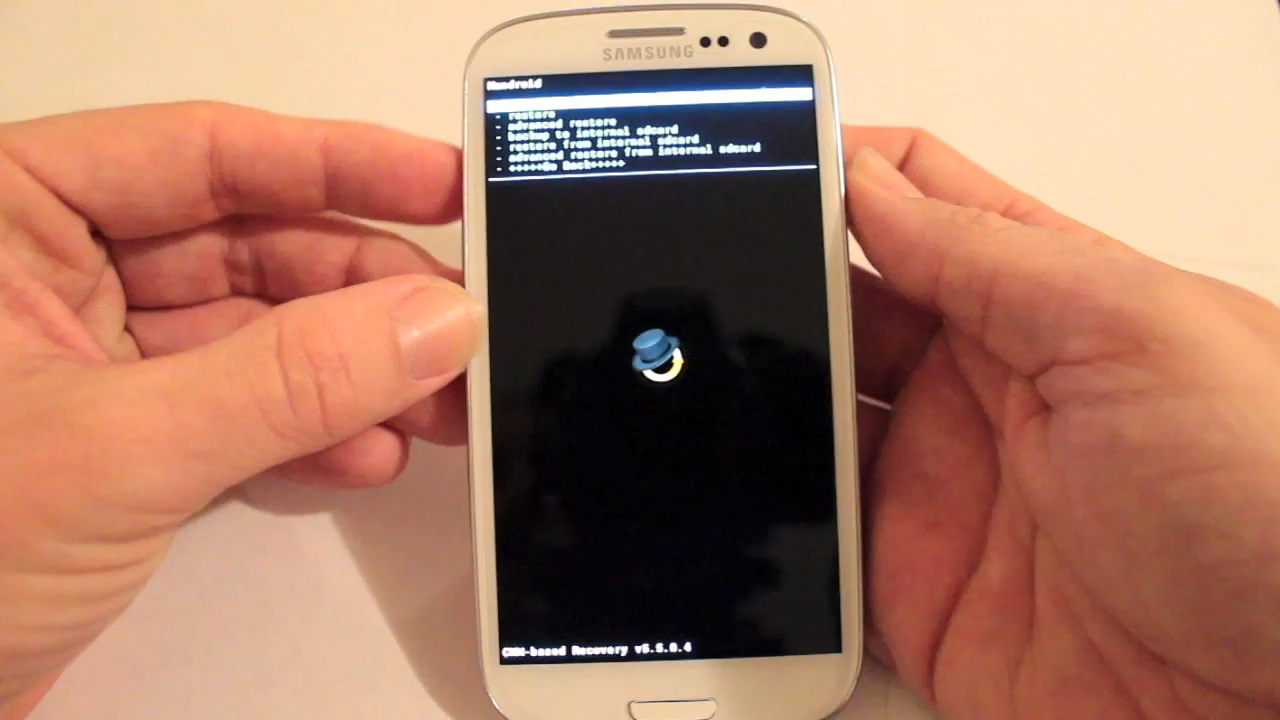 SAMSUNG
Nandroid
- restore
- advanced restore
- backup to internal sdcard
- restore from internal sdcard
- advanced restore from internal sdcard
- +++++Go Back+++++
CWM-based Recovery v5.5.0.4